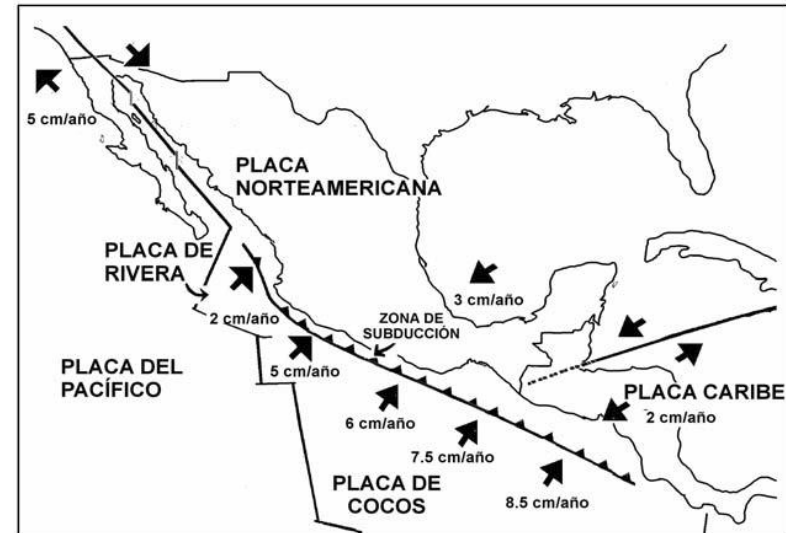 5 cm/año
PLACA
NORTEAMERICANA
PLACA DE
RIVERA
2 cm/año
3 cm/año
ZONA DE
SUBDUCCIÓN
PLACA DEL
PACÍFICO
5 cm/año
6 cm/año
7.5 cm/año
8.5 cm/año
PLACA CARIBE
2 cm/año
PLACA DE
COCOS